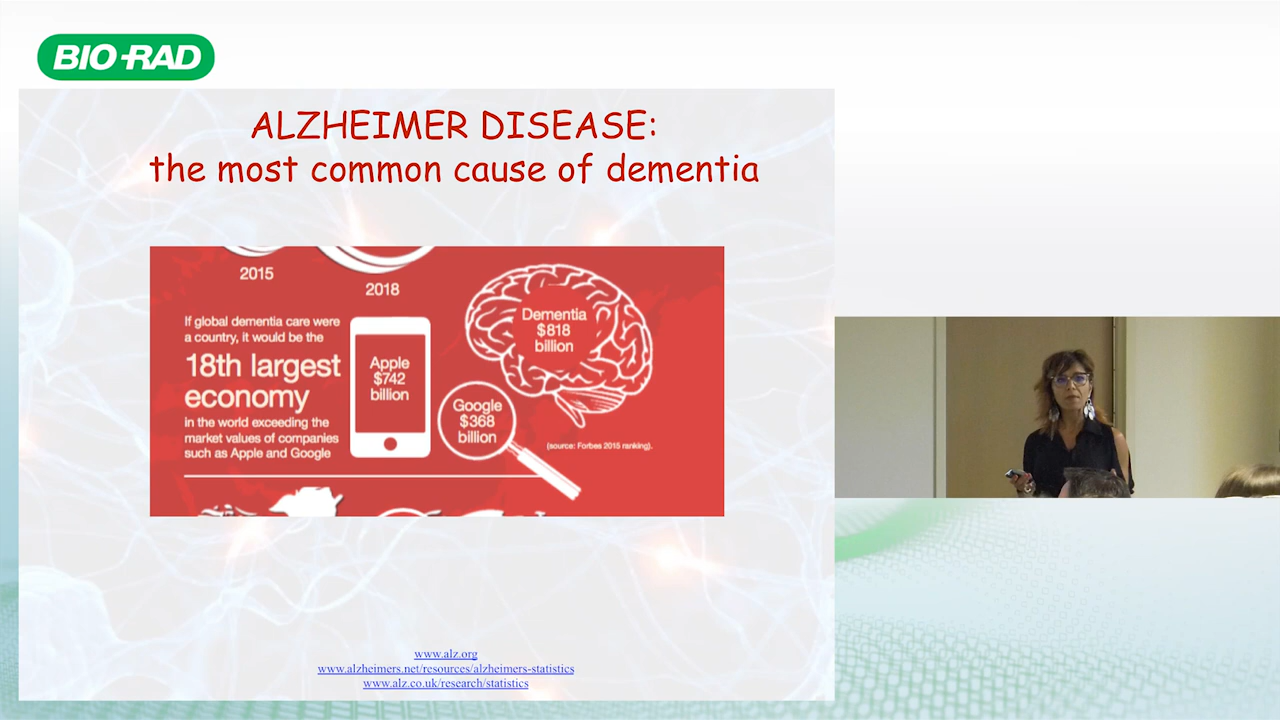 BIO-RAD
ALZHEIMER DISEASE:
the most common cause of dementia
2015
2018
If global dementia care were
a country, it would be the
18th largest
economy
in the world exceeding the
market values of companies
such as Apple and Google
Apple
$742
billion
Google
$368
billion
Dementia
$818
billion
(source: Forbes 2015 ranking).
www.alz.org
www.alzheimers.net/resources/alzheimers-statistics
www.alz.co.uk/research/statistics